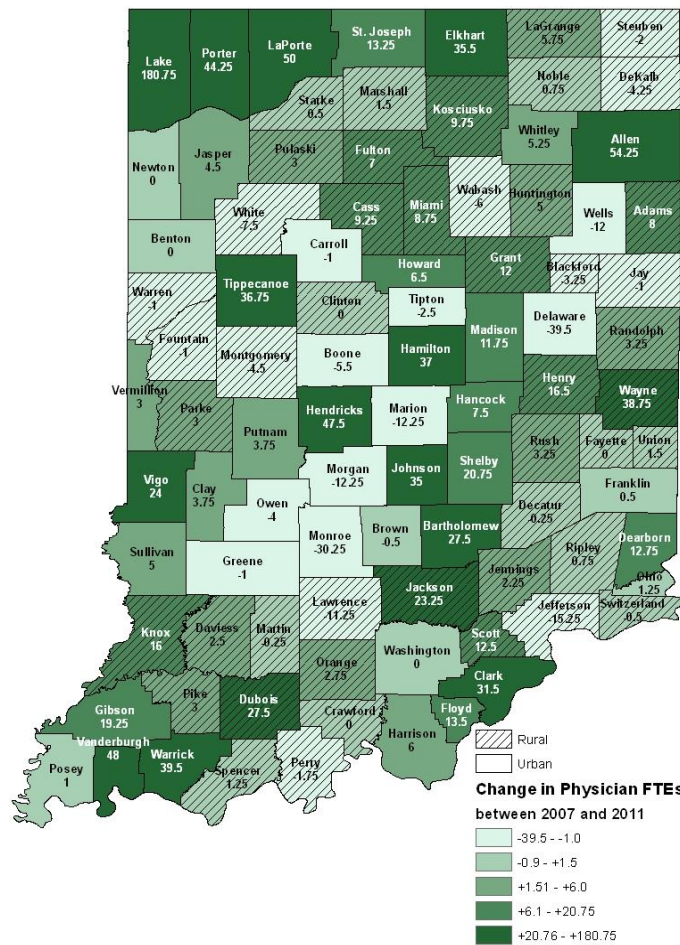 Lake
180.75
Porter
44.25
LaPorte
50
St. Joseph
13.25
Elkhart
35.5
LaGrange
5.75
Steuben
-2
Noble
0.75
DeKalb
-4.25
Starke
0.5
Marshall
1.5
Kosciusko
9.75
Whitley
5.25
Allen
54.25
Newton
0
Jasper
4.5
Pulaski
3
Fulton
7
Wabash
-6
Huntington
5
Wells
-12
Adams
8
White
-7.5
Cass
9.25
Miami
8.75
Benton
0
Carroll
-1
Howard
6.5
Grant
12
Blackford
-3.25
Jay
-1
Warren
-1
Tippecanoe
36.75
Clinton
0
Tipton
-2.5
Madison
11.75
Delaware
-39.5
Randolph
3.25
Fountain
-1
Montgomery
-4.5
Boone
-5.5
Hamilton
37
Henry
16.5
Wayne
38.75
Vermillion
3
Parke
3
Putnam
3.75
Hendricks
47.5
Marion
-12.25
Hancock
7.5
Rush
3.25
Fayette
0
Union
1.5
Vigo
24
Clay
3.75
Owen
-4
Morgan
-12.25
Johnson
35
Shelby
20.75
Decatur
-0.25
Franklin
0.5
Sullivan
5
Greene
-1
Monroe
-30.25
Brown
-0.5
Bartholomew
27.5
Jennings
2.25
Ripley
0.75
Dearborn
12.75
Ohio
1.25
Knox
16
Daviess
2.5
Martin
-0.25
Lawrence
-11.25
Jackson
23.25
Jefferson
-15.25
Switzerland
-0.5
Orange
2.75
Washington
0
Scott
12.5
Clark
31.5
Gibson
19.25
Pike
3
Dubois
27.5
Crawford
0
Harrison
6
Floyd
13.5
Posey
1
Vanderburgh
48
Warrick
39.5
Spencer
1.25
Perry
-1.75
Rural
Urban
Change in Physician FTEs
between 2007 and 2011
-39.5 - -1.0
-0.9 - +1.5
+1.51 - +6.0
+6.1 - +20.75
+20.76 - +180.75